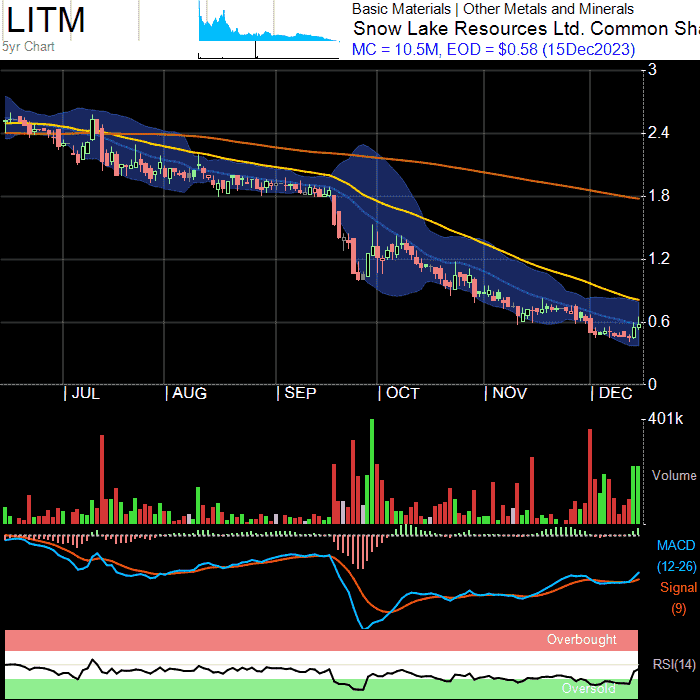 LITM
5yr Chart
Basic Materials | Other Metals and Minerals
Snow Lake Resources Ltd. Common Sha
MC = 10.5M, EOD = $0.58 (15Dec2023)
3
2.4
1.8
1.2
0.6
0
JUL
AUG
SEP
OCT
NOV
DEC
401k
Volume
MACD
(12-26)
Signal
(9)
Overbought
RSI(14)
Oversold